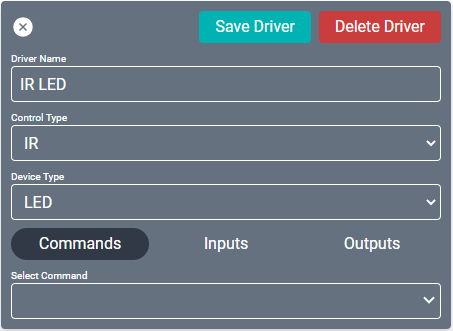 Save Driver Delete Driver
Driver Name
IR LED
Control Type
IR
Device Type
LED
Commands Inputs Outputs
Select Command